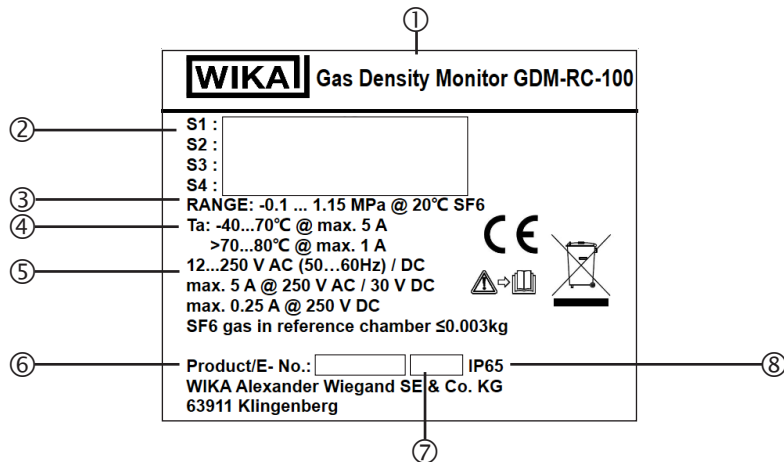 ①
WIKA Gas Density Monitor GDM-RC-100
② S1 :
S2 :
S3 :
S4 :
③ RANGE: -0.1 ... 1.15 MPa @ 20℃ SF6
④ Ta: -40...70℃ @ max. 5 A
>70...80℃ @ max. 1 A
CE
⑤ 12...250 V AC (50...60Hz) / DC
max. 5 A @ 250 V AC / 30 V DC
max. 0.25 A @ 250 V DC
SF6 gas in reference chamber ≤0.003kg
⑥ Product/E- No.: IP65 ⑧
WIKA Alexander Wiegand SE & Co. KG
63911 Klingenberg
⑦